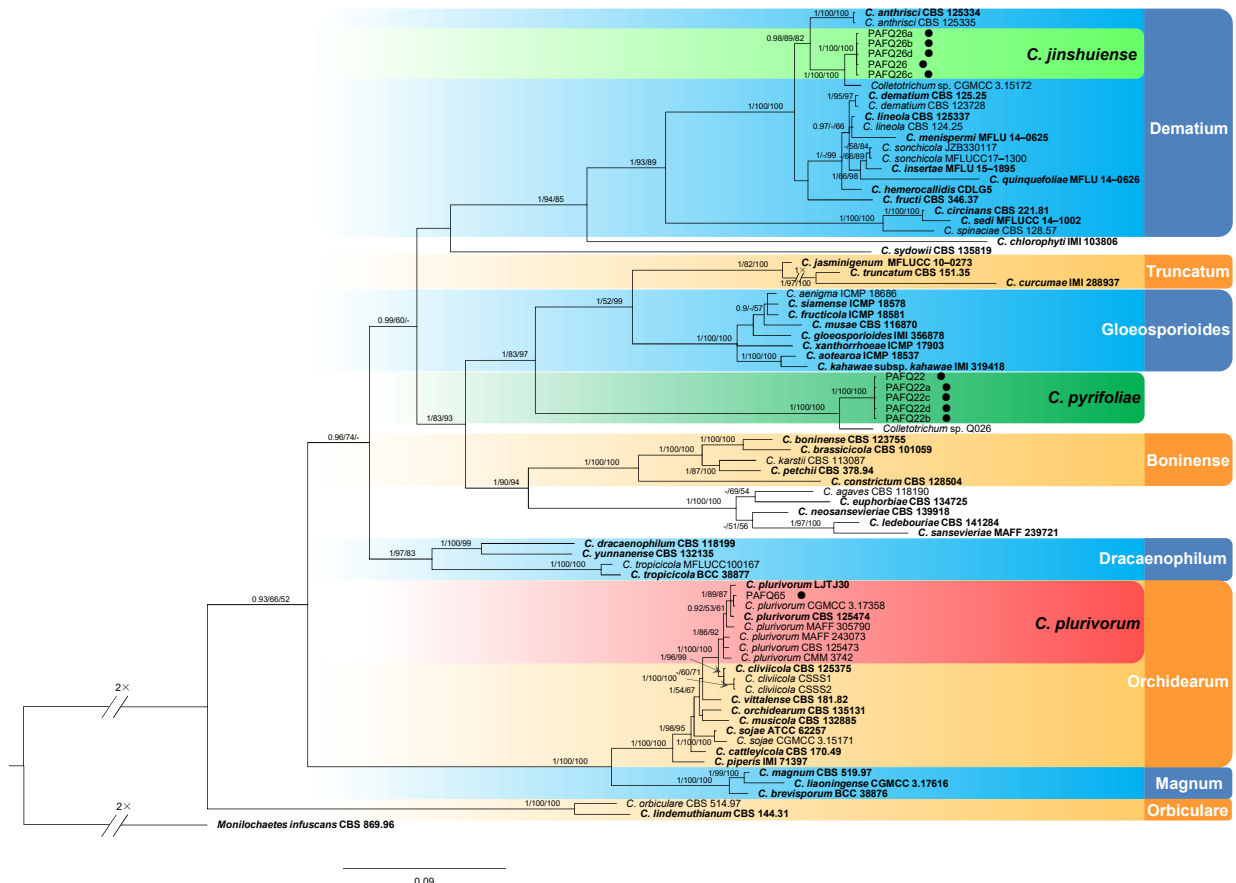 1/100/100
C. anthrisci CBS 125334
C. anthrisci CBS 125335
0.98/89/82
PAFQ26a
PAFQ26b
1/100/100
PAFQ26d
PAFQ26
1/100/100
PAFQ26c
C. jinshuiense
Colletotrichum sp. CGMCC 3.15172
1/95/97
C. dematium CBS 125.25
C. dematium CBS 123728
1/100/100
C. lineola CBS 125337
0.97/-/66
C. lineola CBS 124.25
C. menispermi MFLU 14–0625
Dematium
-/58/84
C. sonchicola JZB330117
1/-/99
-/66/89
C. sonchicola MFLUCC17–1300
1/93/89
C. insertae MFLU 15–1895
1/66/98
C. quinquefoliae MFLU 14–0626
C. hemerocallidis CDLG5
C. fructi CBS 346.37
1/94/85
1/100/100
C. circinans CBS 221.81
1/100/100
C. sedi MFLUCC 14–1002
C. spinaciae CBS 128.57
C. chlorophyti IMI 103806
C. sydowii CBS 135819
1/82/100
C. jasminigenum MFLUCC 10–0273
1×
C. truncatum CBS 151.35
1/97/100
C. curcumae IMI 288937
Truncatum
1/52/99
C. aenigma ICMP 18686
C. siamense ICMP 18578
0.9/-/57
C. fructicola ICMP 18581
C. musae CBS 116870
0.99/60/-
1/100/100
C. gloeosporioides IMI 356878
Gloeosporioides
C. xanthorrhoeae ICMP 17903
1/83/97
1/100/100
C. aotearoa ICMP 18537
C. kahawae subsp. kahawae IMI 319418
PAFQ22
PAFQ22a
PAFQ22c
C. pyrifoliae
1/100/100
PAFQ22d
1/83/93
PAFQ22b
Colletotrichum sp. Q026
1/100/100
C. boninense CBS 123755
0.96/74/-
1/100/100
C. brassicicola CBS 101059
C. karstii CBS 113087
1/100/100
1/87/100
C. petchii CBS 378.94
C. constrictum CBS 128504
Boninense
1/90/94
-/69/54
C. agaves CBS 118190
1/100/100
C. euphorbiae CBS 134725
C. neosansevieriae CBS 139918
-/51/56
1/97/100
C. ledebouriae CBS 141284
C. sansevieriae MAFF 239721
1/100/99
C. dracaenophilum CBS 118199
1/97/83
C. yunnanense CBS 132135
1/100/100
C. tropicicola MFLUCC100167
C. tropicicola BCC 38877
Dracaenophilum
C. plurivorum LJTJ30
1/89/87
PAFQ65
0.93/66/52
C. plurivorum CGMCC 3.17358
0.92/53/61
C. plurivorum CBS 125474
C. plurivorum
C. plurivorum MAFF 305790
1/86/92
C. plurivorum MAFF 243073
1/100/100
C. plurivorum CBS 125473
1/96/99
C. plurivorum CMM 3742
-/60/71
C. cliviicola CBS 125375
1/100/100
C. cliviicola CSSS1
Orchidearum
1/54/67
C. cliviicola CSSS2
2×
C. vittalense CBS 181.82
C. orchidearum CBS 135131
C. musicola CBS 132885
1/98/95
C. sojae ATCC 62257
1/100/100
1/100/100
C. sojae CGMCC 3.15171
C. cattleyicola CBS 170.49
C. piperis IMI 71397
1/100/100
1/99/100
C. magnum CBS 519.97
1/100/100
C. liaoningense CGMCC 3.17616
C. brevisporum BCC 38876
Magnum
2×
1/100/100
C. orbiculare CBS 514.97
C. lindemuthianum CBS 144.31
Orbiculare
Monilochaetes infuscans CBS 869.96
0.09